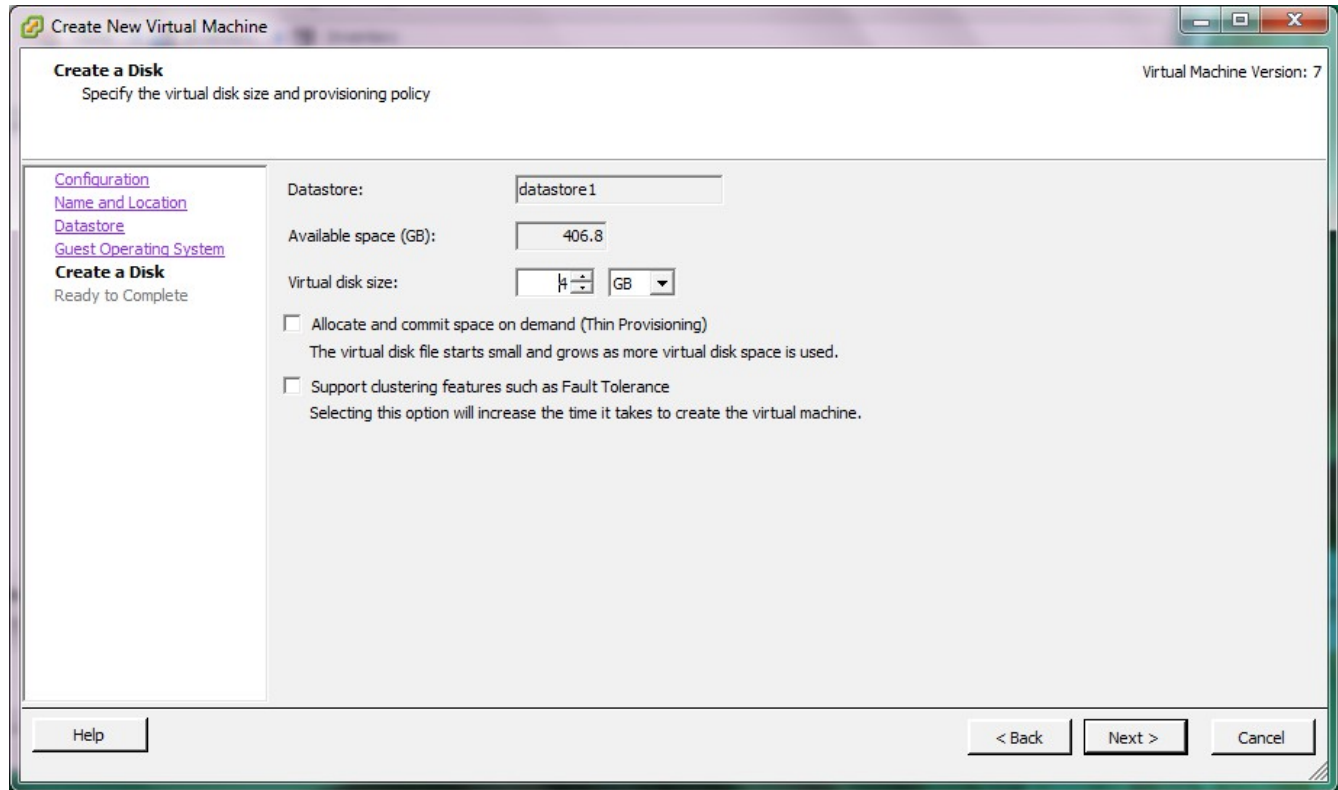 Create New Virtual Machine
Create a Disk
Virtual Machine Version: 7
Specify the virtual disk size and provisioning policy
Configuration
Name and Location
Datastore
Guest Operating System
Create a Disk
Ready to Complete
Datastore: datastore1
Available space (GB): 406.8
Virtual disk size: 4 GB
Allocate and commit space on demand (Thin Provisioning)
The virtual disk file starts small and grows as more virtual disk space is used.
Support clustering features such as Fault Tolerance
Selecting this option will increase the time it takes to create the virtual machine.
Help
< Back
Next >
Cancel